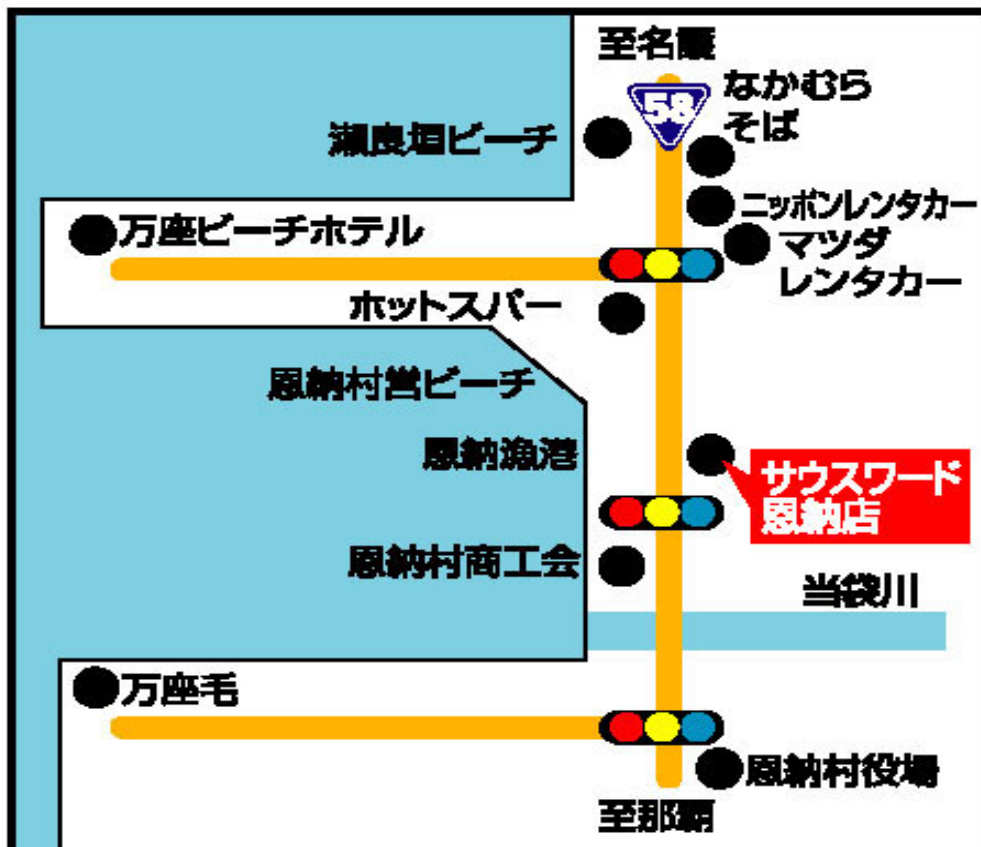 至名護
58
なかむら
そば
瀬良垣ビーチ
ニッポンレンタカー
万座ビーチホテル
マツダ
レンタカー
ホットスパー
恩納村営ビーチ
恩納漁港
サウスワード
恩納店
恩納村商工会
当袋川
万座毛
恩納村役場
至那覇